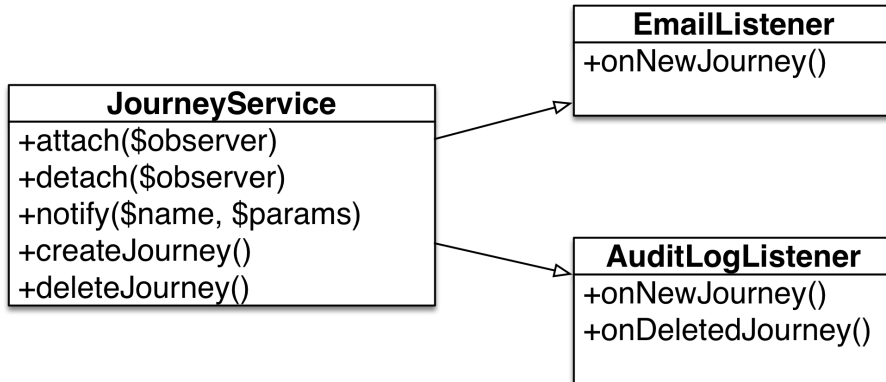 EmailListener
+onNewJourney()
JourneyService
+attach($observer)
+detach($observer)
+notify($name, $params)
+createJourney()
+deleteJourney()
AuditLogListener
+onNewJourney()
+onDeletedJourney()